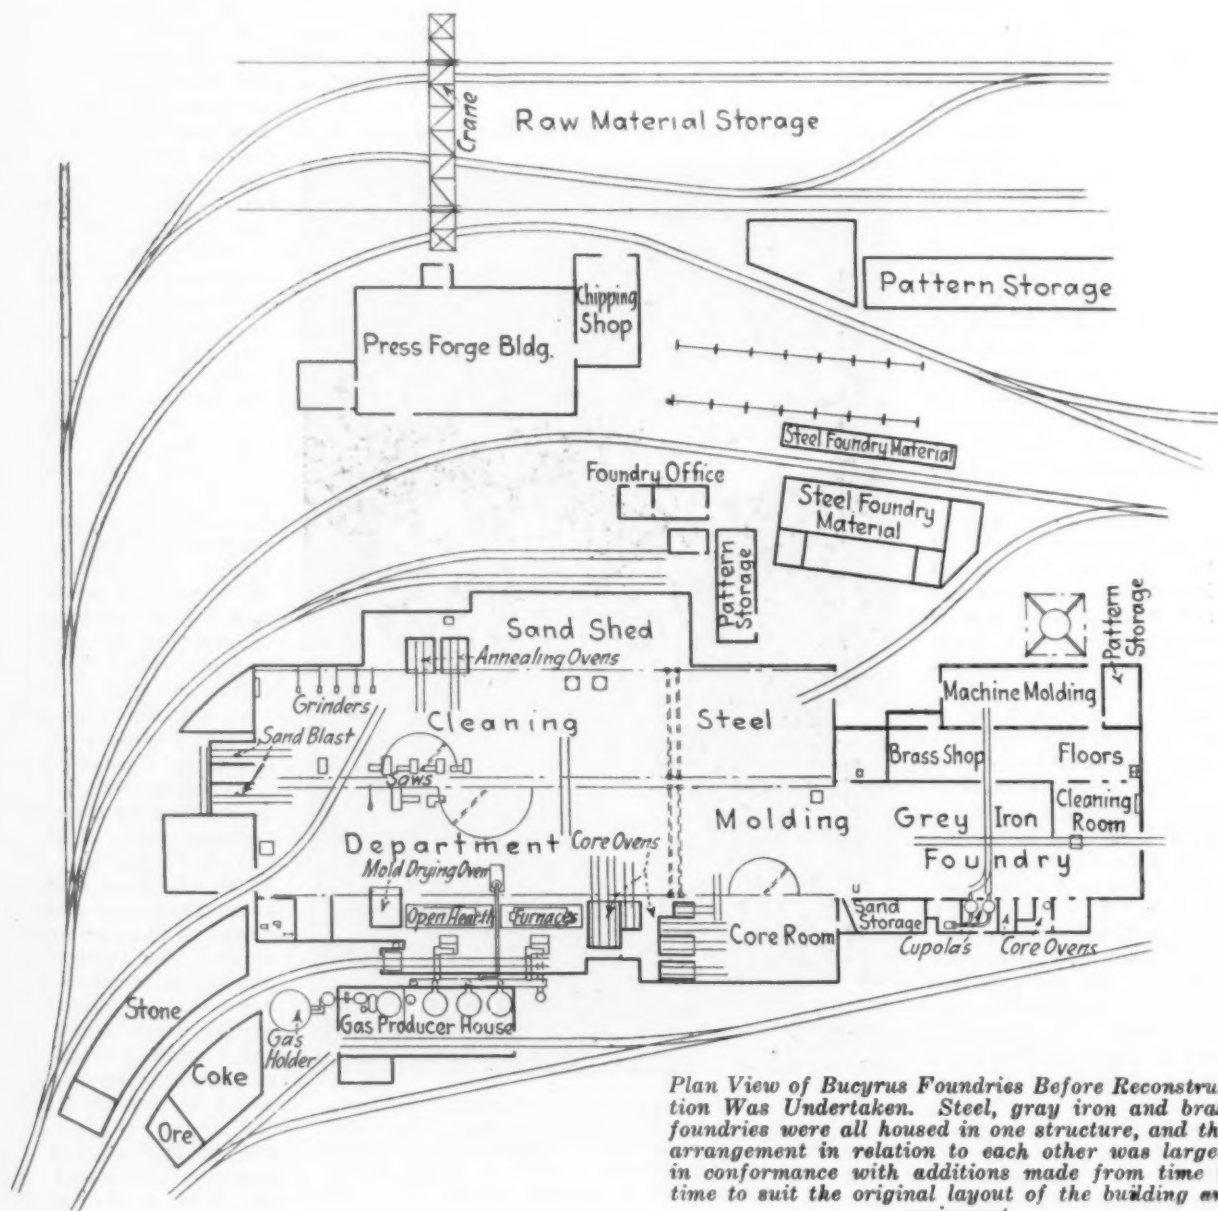 Crane
Raw Material Storage
Pattern Storage
Chipping
Shop
Press Forge Bldg.
Steel Foundry Material
Foundry Office
Steel Foundry
Material
Pattern
Storage
Pattern
Storage
Sand Shed
Annealing Ovens
Grinders
Cleaning
Steel
Machine Molding
Sand Blast
Saws
Brass Shop
Floors
Cleaning
Room
Molding
Grey Iron
Foundry
Department
Core Ovens
Mold Drying Oven
Open Hearth Furnaces
Sand
Storage
Core Room
Cupola's
Core Ovens
Stone
Gas Producer House
Gas
Holder
Coke
Ore
Plan View of Bucyrus Foundries Before Reconstru
tion Was Undertaken. Steel, gray iron and bra
foundries were all housed in one structure, and th
arrangement in relation to each other was large
in conformance with additions made from time
time to suit the original layout of the building